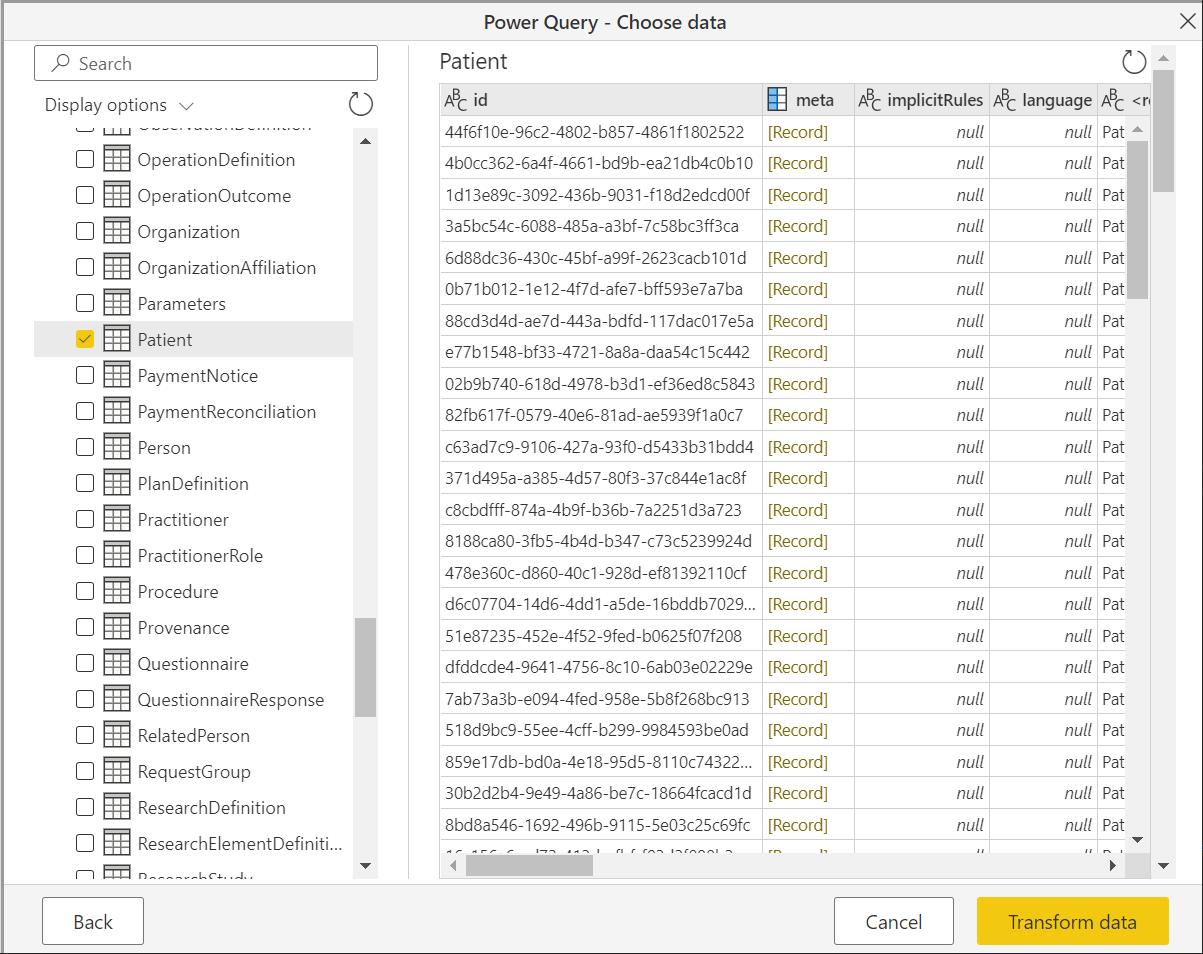 Power Query - Choose data
Search
Display options
ObservationDefinition
OperationDefinition
OperationOutcome
Organization
OrganizationAffiliation
Parameters
Patient
PaymentNotice
PaymentReconciliation
Person
PlanDefinition
Practitioner
PractitionerRole
Procedure
Provenance
Questionnaire
QuestionnaireResponse
RelatedPerson
RequestGroup
ResearchDefinition
ResearchElementDefiniti...
ResearchStudy
Patient
ABC id meta ABC implicitRules ABC language ABC <re
44f6f10e-96c2-4802-b857-4861f1802522 [Record] null null Pat
4b0cc362-6a4f-4661-bd9b-ea21db4c0b10 [Record] null null Pat
1d13e89c-3092-436b-9031-f18d2edcd00f [Record] null null Pat
3a5bc54c-6088-485a-a3bf-7c58bc3ff3ca [Record] null null Pat
6d88dc36-430c-45bf-a99f-2623cacb101d [Record] null null Pat
0b71b012-1e12-4f7d-afe7-bff593e7a7ba [Record] null null Pat
88cd3d4d-ae7d-443a-bdfd-117dac017e5a [Record] null null Pat
e77b1548-bf33-4721-8a8a-daa54c15c442 [Record] null null Pat
02b9b740-618d-4978-b3d1-ef36ed8c5843 [Record] null null Pat
82fb617f-0579-40e6-81ad-ae5939f1a0c7 [Record] null null Pat
c63ad7c9-9106-427a-93f0-d5433b31bdd4 [Record] null null Pat
371d495a-a385-4d57-80f3-37c844e1ac8f [Record] null null Pat
c8cbdfff-874a-4b9f-b36b-7a2251d3a723 [Record] null null Pat
8188ca80-3fb5-4b4d-b347-c73c5239924d [Record] null null Pat
478e360c-d860-40c1-928d-ef81392110cf [Record] null null Pat
d6c07704-14d6-4dd1-a5de-16bddb7029... [Record] null null Pat
51e87235-452e-4f52-9fed-b0625f07f208 [Record] null null Pat
dfddcde4-9641-4756-8c10-6ab03e02229e [Record] null null Pat
7ab73a3b-e094-4fed-958e-5b8f268bc913 [Record] null null Pat
518d9bc9-55ee-4cff-b299-9984593be0ad [Record] null null Pat
859e17db-bd0a-4e18-95d5-8110c74322... [Record] null null Pat
30b2d2b4-9e49-4a86-be7c-18664fcacd1d [Record] null null Pat
8bd8a546-1692-496b-9115-5e03c25c69fc [Record] null null Pat
Back
Cancel
Transform data